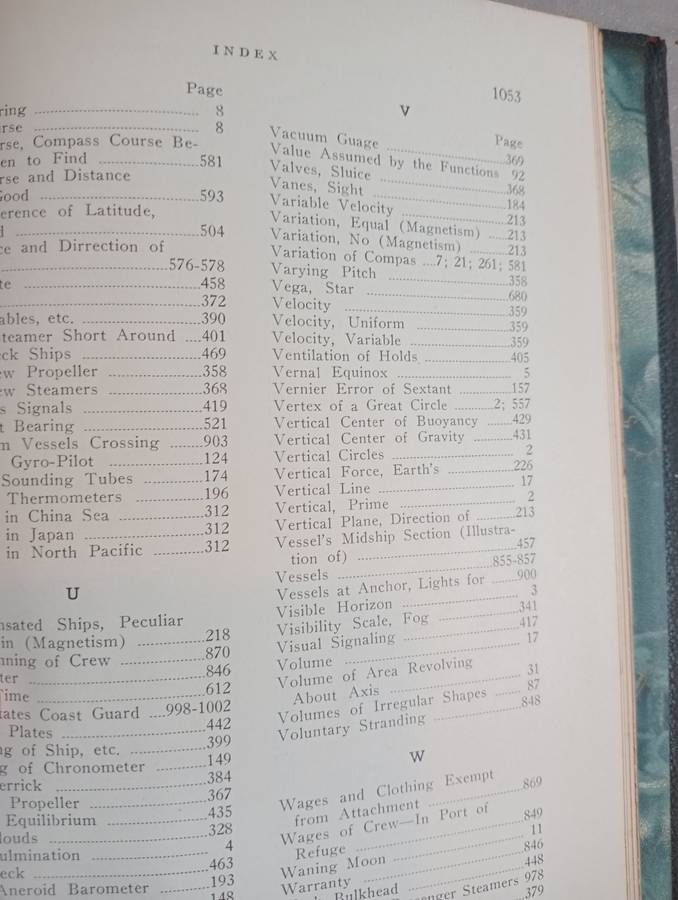 INDEX
1053
Page
ring 8
rse 8
rse, Compass Course Be-
en to Find 581
rse and Distance
Good 593
erence of Latitude,
504
ce and Dirrection of
576-578
te 458
372
ables, etc. 390
teamer Short Around 401
ck Ships 469
ew Propeller 358
ew Steamers 368
s Signals 419
t Bearing 521
m Vessels Crossing 903
Gyro-Pilot 124
Sounding Tubes 174
Thermometers 196
in China Sea 312
in Japan 312
in North Pacific 312
U
nsated Ships, Peculiar
in (Magnetism) 218
nning of Crew 870
ter 846
Time 612
tates Coast Guard 998-1002
Plates 442
ng of Ship, etc. 399
g of Chronometer 149
errick 384
Propeller 367
Equilibrium 435
louds 328
ulmination 4
eck 463
Aneroid Barometer 193
148
V
Page
Vacuum Guage 369
Value Assumed by the Functions 92
Valves, Sluice 368
Vanes, Sight 184
Variable Velocity 213
Variation, Equal (Magnetism) 213
Variation, No (Magnetism) 213
Variation of Compas 7; 21; 261; 581
Varying Pitch 358
Vega, Star 680
Velocity 359
Velocity, Uniform 359
Velocity, Variable 359
Ventilation of Holds 405
Vernal Equinox 5
Vernier Error of Sextant 157
Vertex of a Great Circle 2; 557
Vertical Center of Buoyancy 429
Vertical Center of Gravity 431
Vertical Circles 2
Vertical Force, Earth's 226
Vertical Line 17
Vertical, Prime 2
Vertical Plane, Direction of 213
Vessel's Midship Section (Illustra-
tion of) 457
Vessels 855-857
Vessels at Anchor, Lights for 900
Visible Horizon 3
Visibility Scale, Fog 341
Visual Signaling 417
Volume 17
Volume of Area Revolving
About Axis 31
Volumes of Irregular Shapes 87
Voluntary Stranding 848
W
Wages and Clothing Exempt
from Attachment 869
Wages of Crew—In Port of
Refuge 849
Waning Moon 11
Warranty 846
Bulkhead 448
enger Steamers 978
379